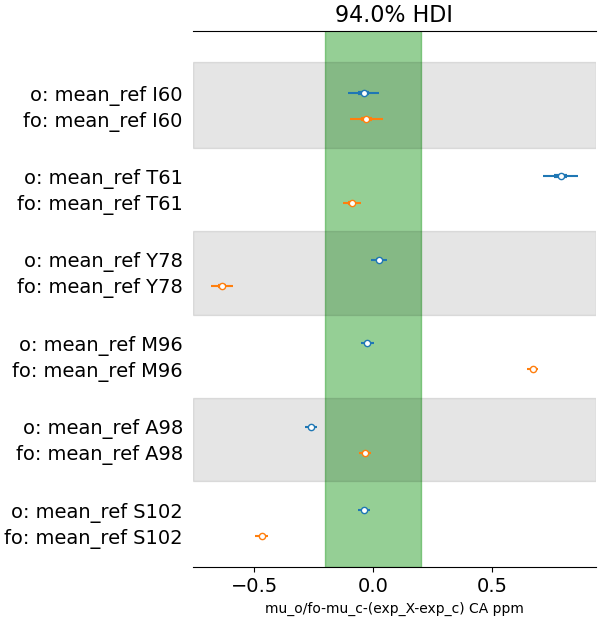 94.0% HDI
o: mean_ref I60
fo: mean_ref I60
o: mean_ref T61
fo: mean_ref T61
o: mean_ref Y78
fo: mean_ref Y78
o: mean_ref M96
fo: mean_ref M96
o: mean_ref A98
fo: mean_ref A98
o: mean_ref S102
fo: mean_ref S102
−0.5 0.0 0.5
mu_o/fo-mu_c-(exp_X-exp_c) CA ppm